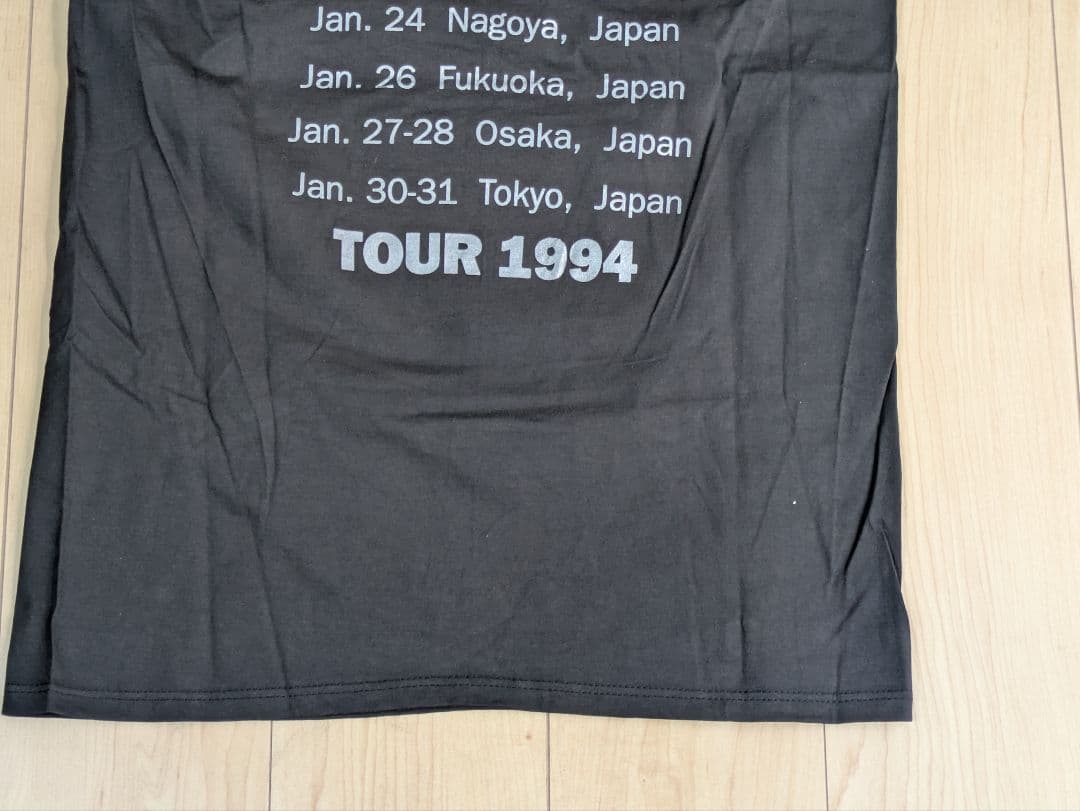 Jan. 24 Nagoya, Japan
Jan. 26 Fukuoka, Japan
Jan. 27-28 Osaka, Japan
Jan. 30-31 Tokyo, Japan
TOUR 1994